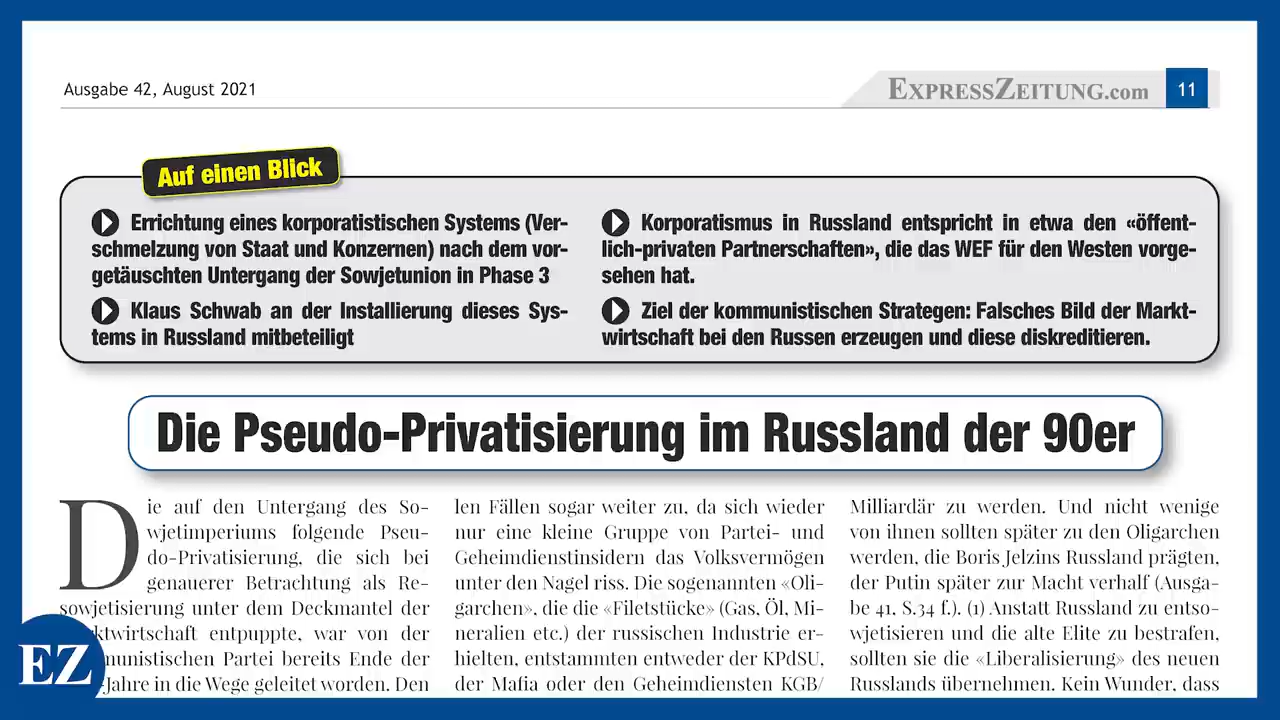 Ausgabe 42, August 2021
EXPRESSZEITUNG.com
11
Auf einen Blick
Errichtung eines korporatistischen Systems (Ver-
schmelzung von Staat und Konzernen) nach dem vor-
getäuschten Untergang der Sowjetunion in Phase 3
Klaus Schwab an der Installierung dieses Sys-
tems in Russland mitbeteiligt
Korporatismus in Russland entspricht in etwa den «öffent-
lich-privaten Partnerschaften», die das WEF für den Westen vorge-
sehen hat.
Ziel der kommunistischen Strategen: Falsches Bild der Markt-
wirtschaft bei den Russen erzeugen und diese diskreditieren.
Die Pseudo-Privatisierung im Russland der 90er
Die auf den Untergang des So-
wjetimperiums folgende Pseu-
do-Privatisierung, die sich bei
genauerer Betrachtung als Re-
sowjetisierung unter dem Deckmantel der
ktwirtschaft entpuppte, war von der
munistischen Partei bereits Ende der
Jahre in die Wege geleitet worden. Den
len Fällen sogar weiter zu, da sich wieder
nur eine kleine Gruppe von Partei- und
Geheimdienstinsidern das Volksvermögen
unter den Nagel riss. Die sogenannten «Oli-
garchen», die die «Filetstücke» (Gas, Öl, Mi-
neralien etc.) der russischen Industrie er-
hielten, entstammten entweder der KPdSU,
der Mafia oder den Geheimdiensten KGB/
Milliardär zu werden. Und nicht wenige
von ihnen sollten später zu den Oligarchen
werden, die Boris Jelzins Russland prägten,
der Putin später zur Macht verhalf (Ausga-
be 41, S.34 f.). (1) Anstatt Russland zu entso-
wjetisieren und die alte Elite zu bestrafen,
sollten sie die «Liberalisierung» des neuen
Russlands übernehmen. Kein Wunder, dass
EZ